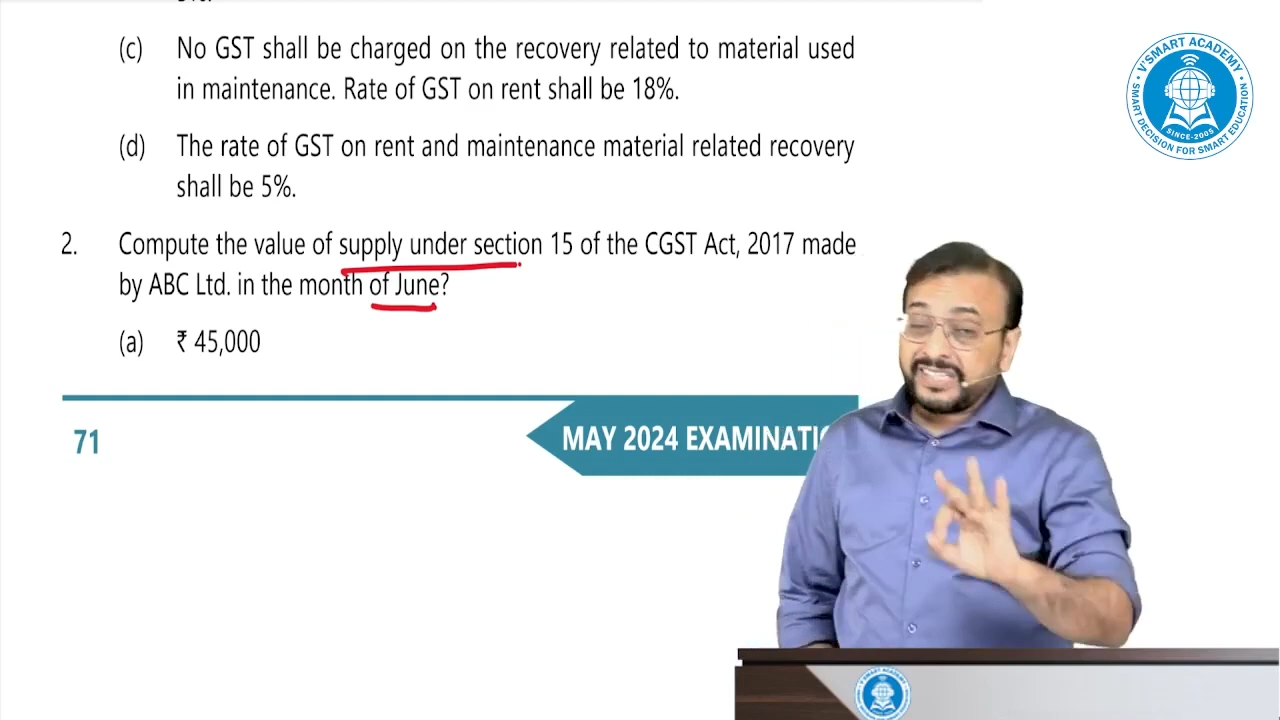 (c) No GST shall be charged on the recovery related to material used
in maintenance. Rate of GST on rent shall be 18%.
(d) The rate of GST on rent and maintenance material related recovery
shall be 5%.
2. Compute the value of supply under section 15 of the CGST Act, 2017 made
by ABC Ltd. in the month of June?
(a) ₹ 45,000
71
MAY 2024 EXAMINATIO
V'SMART ACADEMY
SMART DECISION FOR SMART EDUCATION
SINCE-2005